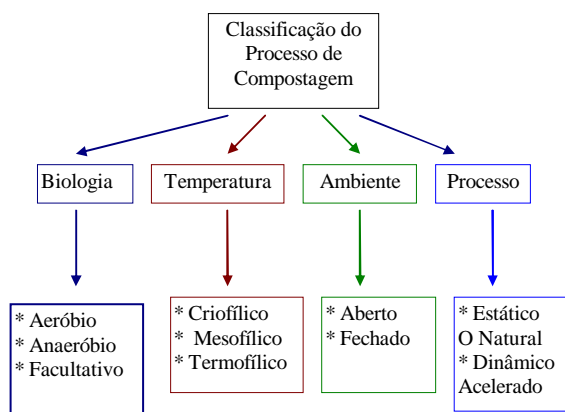 Classificação do
Processo de
Compostagem
Biologia
Temperatura
Ambiente
Processo
* Aeróbio
* Anaeróbio
* Facultativo
* Criofílico
* Mesofílico
* Termofílico
* Aberto
* Fechado
* Estático
O Natural
* Dinâmico
Acelerado